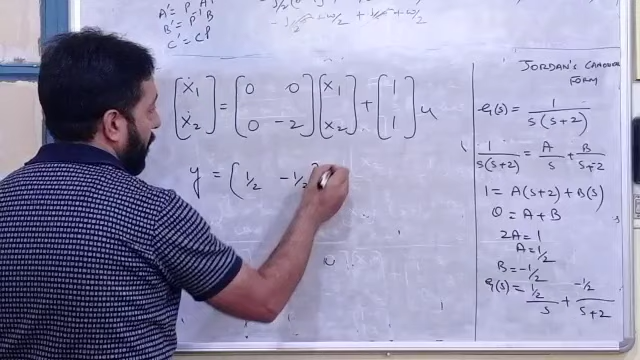 A' = P⁻¹AP
B' = P⁻¹B
C' = CP
[ẋ₁ ẋ₂] = [0 0; 0 -2] [x₁ x₂] + [1 1] u
y = [1/2 -1/2]
JORDAN'S CANONICAL
FORM
G(s) = 1/s(s+2)
1/s(s+2) = A/s + B/s+2
1 = A(s+2) + B(s)
0 = A + B
2A = 1
A = 1/2
B = -1/2
G(s) = 1/2/s + -1/2/s+2